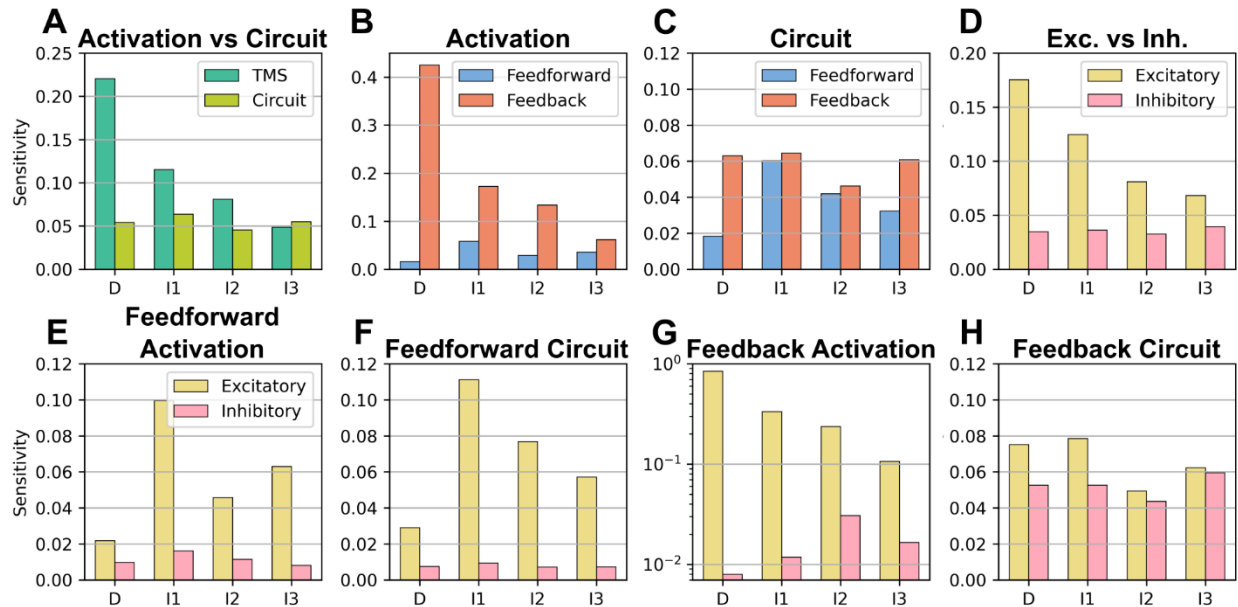 A
Activation vs Circuit
0.25
0.20
0.15
0.10
0.05
0.00
Sensitivity
TMS
Circuit
D I1 I2 I3
B
Activation
0.4
0.3
0.2
0.1
0.0
Feedforward
Feedback
D I1 I2 I3
C
Circuit
0.12
0.10
0.08
0.06
0.04
0.02
0.00
Feedforward
Feedback
D I1 I2 I3
D
Exc. vs Inh.
0.20
0.15
0.10
0.05
0.00
Excitatory
Inhibitory
D I1 I2 I3
E
Feedforward
Activation
0.12
0.10
0.08
0.06
0.04
0.02
0.00
Sensitivity
Excitatory
Inhibitory
D I1 I2 I3
F
Feedforward Circuit
0.12
0.10
0.08
0.06
0.04
0.02
0.00
D I1 I2 I3
G
Feedback Activation
10⁰
10⁻¹
10⁻²
D I1 I2 I3
H
Feedback Circuit
0.12
0.10
0.08
0.06
0.04
0.02
0.00
D I1 I2 I3